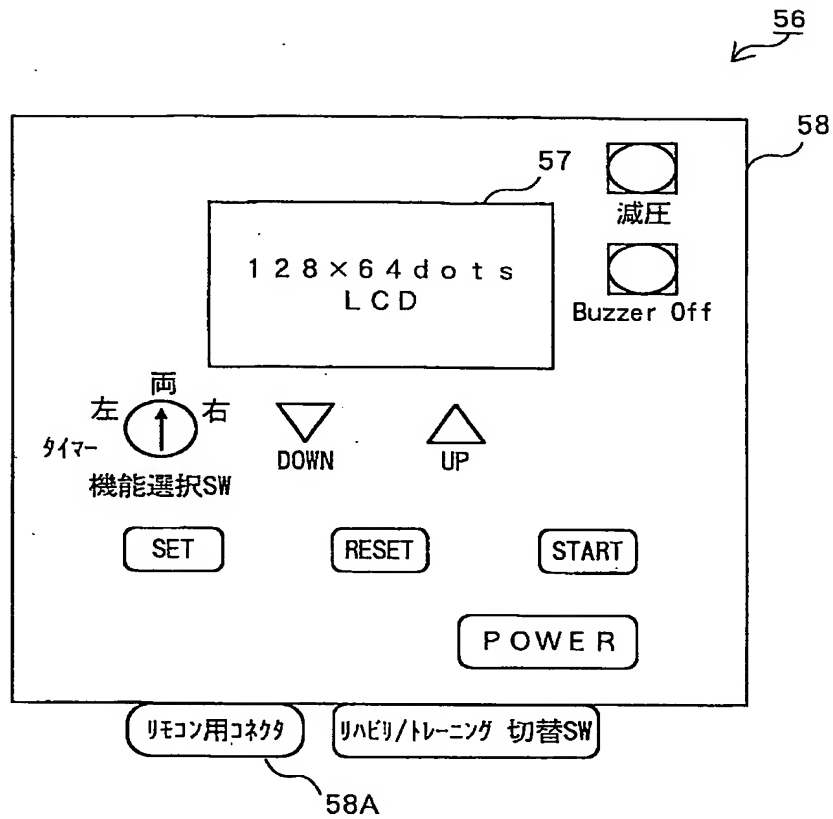 56
58
57
減圧
128×64dots
LCD
Buzzer Off
両
左 右
ﾀｲﾏｰ
機能選択SW
DOWN UP
SET RESET START
POWER
ﾘﾓｺﾝ用ｺﾈｸﾀ ﾘﾊﾋﾞﾘ/ﾄﾚｰﾆﾝｸﾞ 切替SW
58A